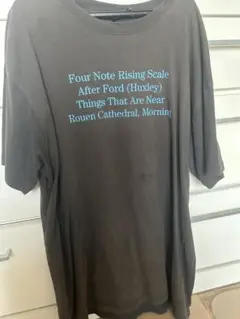 Four Note Rising Scale
After Ford (Huxley)
Things That Are Near
Rouen Cathedral, Morning